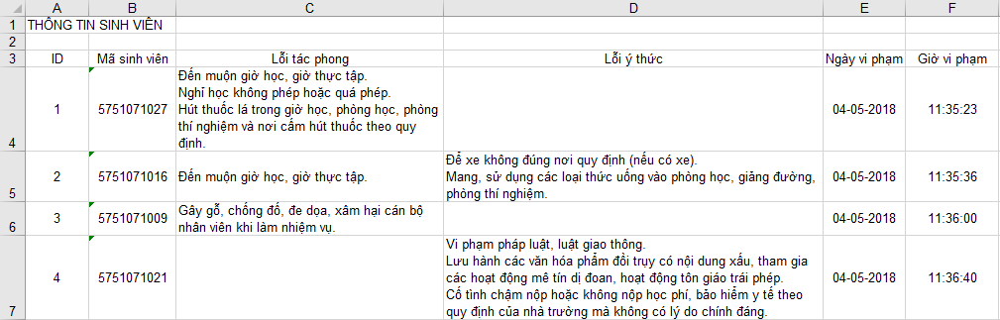 A B C D E F
1 THÔNG TIN SINH VIÊN
2
3 ID Mã sinh viên Lỗi tác phong Lỗi ý thức Ngày vi phạm Giờ vi phạm
Đến muộn giờ học, giờ thực tập.
Nghỉ học không phép hoặc quá phép.
1 5751071027 Hút thuốc lá trong giờ học, phòng học, phòng 04-05-2018 11:35:23
thí nghiệm và nơi cấm hút thuốc theo quy
4 định.
Để xe không đúng nơi quy định (nếu có xe).
2 5751071016 Đến muộn giờ học, giờ thực tập. Mang, sử dụng các loại thức uống vào phòng học, giảng đường, 04-05-2018 11:35:36
5 phòng thí nghiệm.
Gây gỗ, chống đố, đe dọa, xâm hại cán bộ
3 5751071009 04-05-2018 11:36:00
6 nhân viên khi làm nhiệm vụ.
Vi phạm pháp luật, luật giao thông.
Lưu hành các văn hóa phẩm đồi trụy có nội dung xấu, tham gia
4 5751071021 các hoạt động mê tín dị đoan, hoạt động tôn giáo trái phép. 04-05-2018 11:36:40
Cố tình chậm nộp hoặc không nộp học phí, bảo hiểm y tế theo
7 quy định của nhà trường mà không có lý do chính đáng.